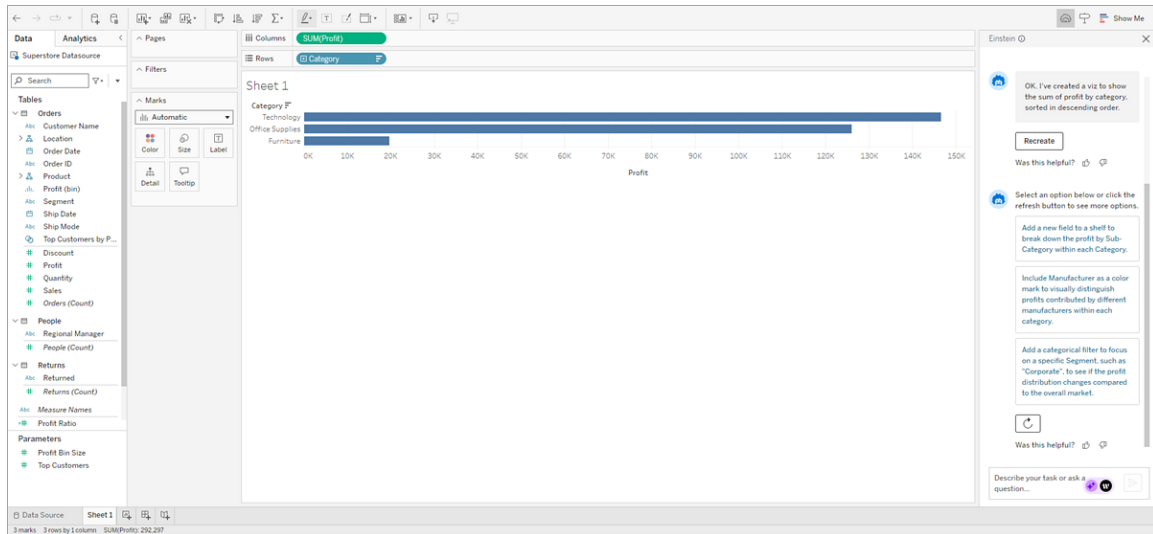 Show Me
Data
Analytics
Superstore Datasource
Search
Tables
Orders
Abc Customer Name
Location
Order Date
Abc Order ID
Product
Profit (bin)
Abc Segment
Ship Date
Abc Ship Mode
Top Customers by P...
# Discount
# Profit
# Quantity
# Sales
# Orders (Count)
People
Abc Regional Manager
# People (Count)
Returns
Abc Returned
# Returns (Count)
Abc Measure Names
=# Profit Ratio
Parameters
# Profit Bin Size
# Top Customers
Pages
Filters
Marks
Automatic
Color
Size
Label
Detail
Tooltip
Columns
SUM(Profit)
Rows
Category
Sheet 1
Category
Technology
Office Supplies
Furniture
0K 10K 20K 30K 40K 50K 60K 70K 80K 90K 100K 110K 120K 130K 140K 150K
Profit
Einstein
OK. I've created a viz to show
the sum of profit by category,
sorted in descending order.
Recreate
Was this helpful?
Select an option below or click the
refresh button to see more options.
Add a new field to a shelf to
break down the profit by Sub-
Category within each Category.
Include Manufacturer as a color
mark to visually distinguish
profits contributed by different
manufacturers within each
category.
Add a categorical filter to focus
on a specific Segment, such as
"Corporate", to see if the profit
distribution changes compared
to the overall market.
Was this helpful?
Describe your task or ask a
question...
W
Data Source
Sheet 1
3 marks 3 rows by 1 column SUM(Profit): 292,297